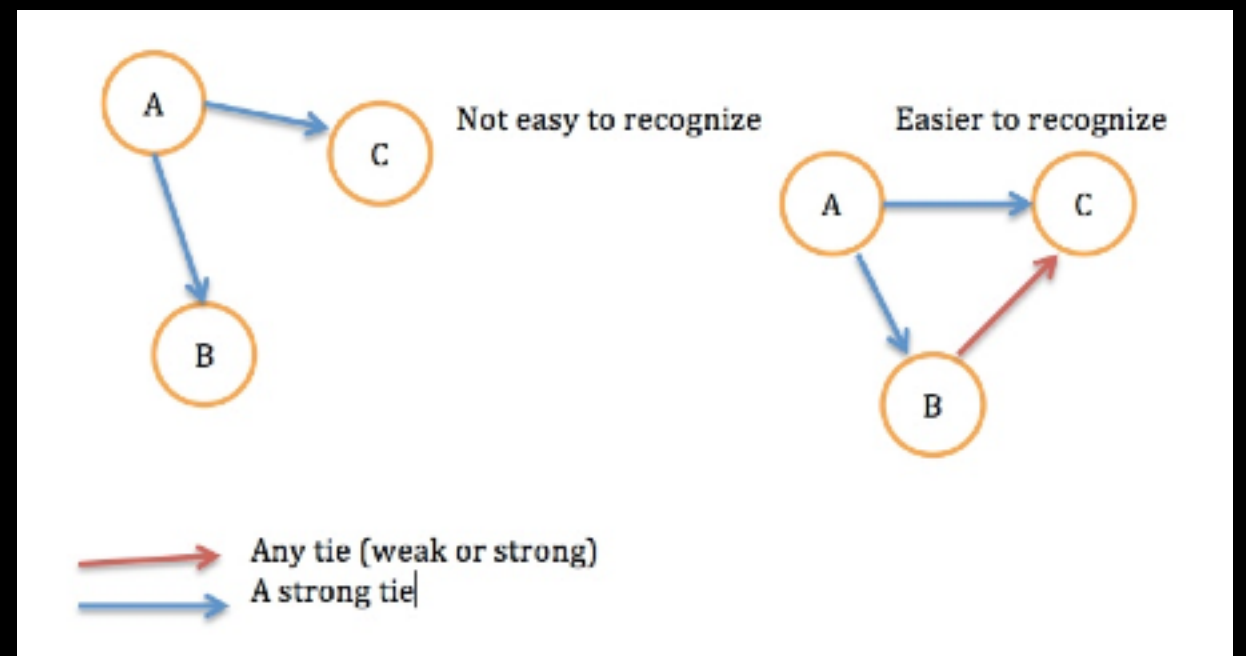 A
C
B
Not easy to recognize
Easier to recognize
A
C
B
Any tie (weak or strong)
A strong tie